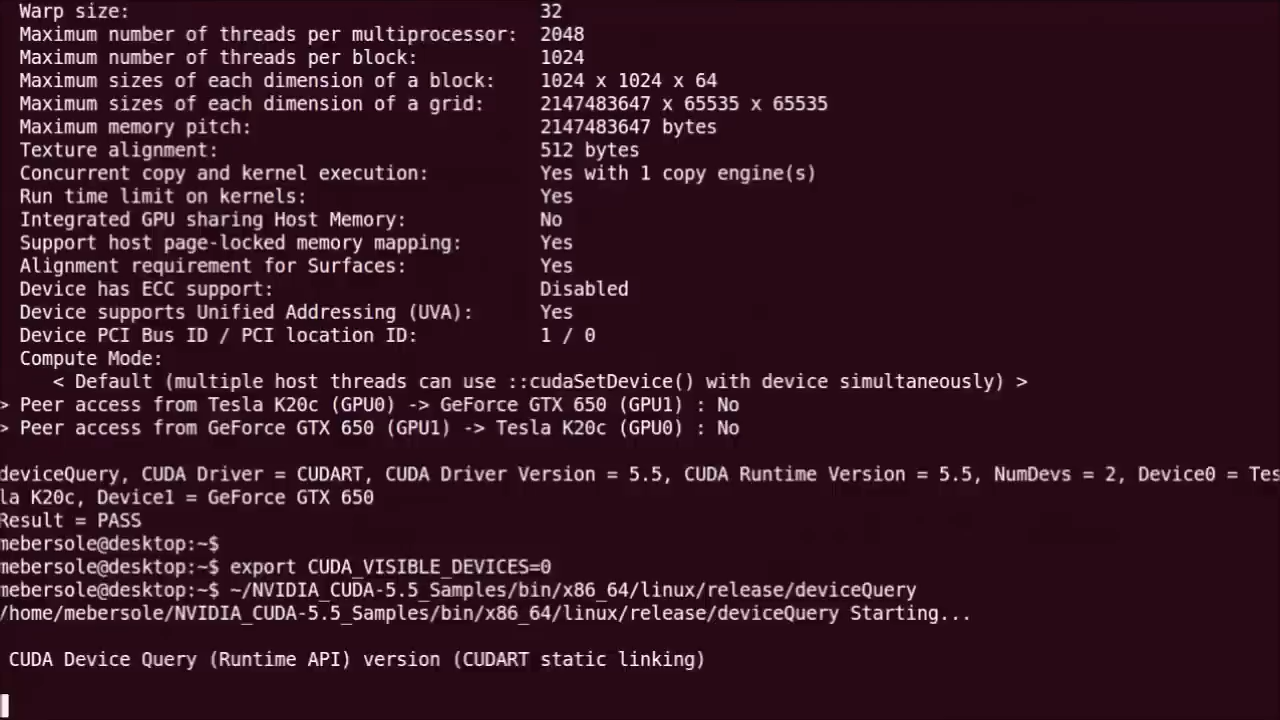 Warp size: 32
Maximum number of threads per multiprocessor: 2048
Maximum number of threads per block: 1024
Maximum sizes of each dimension of a block: 1024 x 1024 x 64
Maximum sizes of each dimension of a grid: 2147483647 x 65535 x 65535
Maximum memory pitch: 2147483647 bytes
Texture alignment: 512 bytes
Concurrent copy and kernel execution: Yes with 1 copy engine(s)
Run time limit on kernels: Yes
Integrated GPU sharing Host Memory: No
Support host page-locked memory mapping: Yes
Alignment requirement for Surfaces: Yes
Device has ECC support: Disabled
Device supports Unified Addressing (UVA): Yes
Device PCI Bus ID / PCI location ID: 1 / 0
Compute Mode:
< Default (multiple host threads can use ::cudaSetDevice() with device simultaneously) >
> Peer access from Tesla K20c (GPU0) -> GeForce GTX 650 (GPU1) : No
> Peer access from GeForce GTX 650 (GPU1) -> Tesla K20c (GPU0) : No
deviceQuery, CUDA Driver = CUDART, CUDA Driver Version = 5.5, CUDA Runtime Version = 5.5, NumDevs = 2, Device0 = Tes
la K20c, Device1 = GeForce GTX 650
Result = PASS
mebersole@desktop:~$
mebersole@desktop:~$ export CUDA_VISIBLE_DEVICES=0
mebersole@desktop:~$ ~/NVIDIA_CUDA-5.5_Samples/bin/x86_64/linux/release/deviceQuery
/home/mebersole/NVIDIA_CUDA-5.5_Samples/bin/x86_64/linux/release/deviceQuery Starting...
CUDA Device Query (Runtime API) version (CUDART static linking)